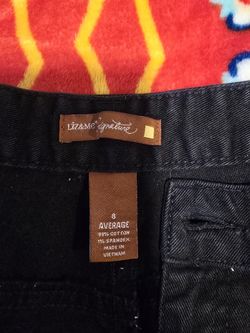 LIZ&ME® Signature
8
AVERAGE
99% COTTON
1% SPANDEX
MADE IN
VIETNAM